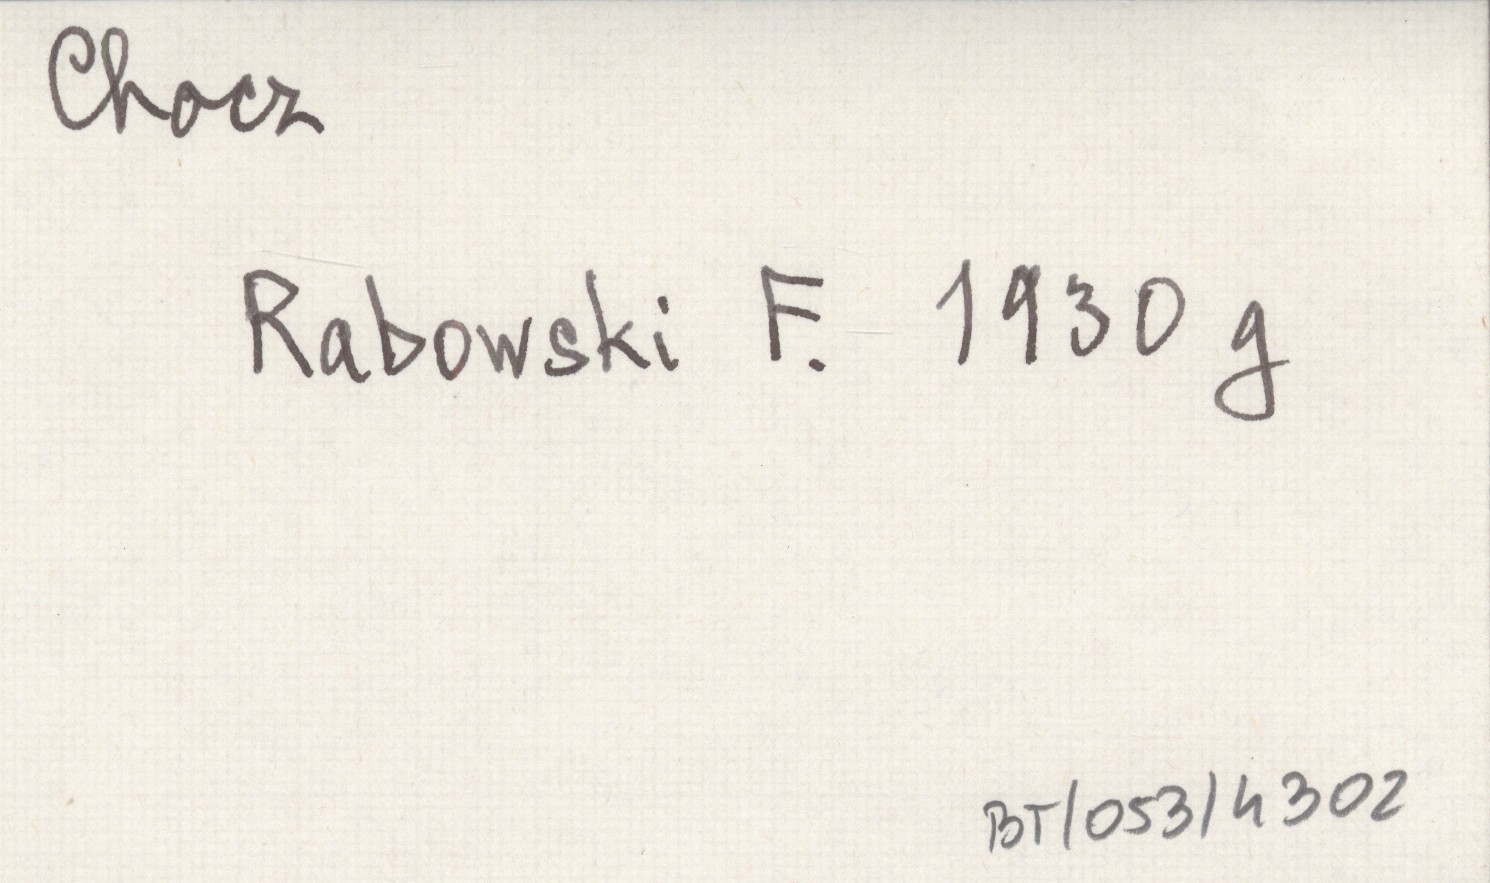 Chocz
Rabowski F. 1930 g
BT/053/4302